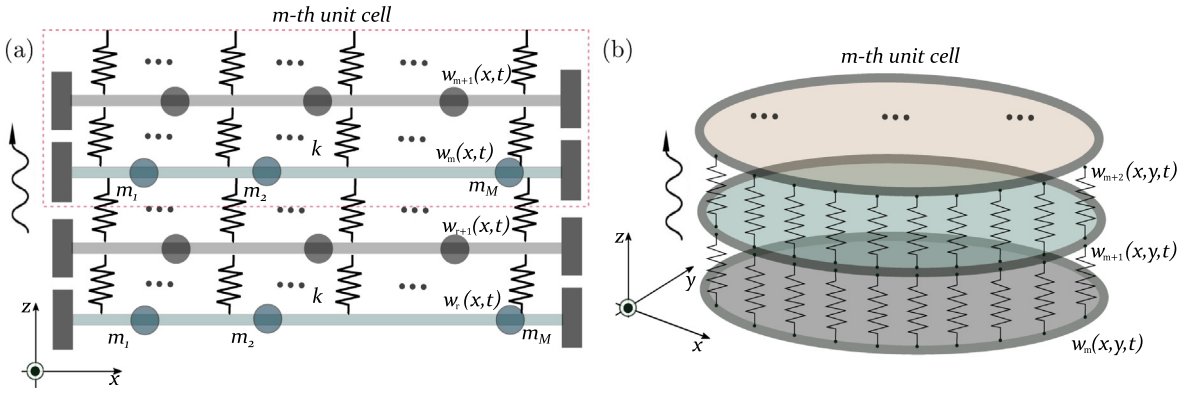 m-th unit cell
(a)
w_{m+1}(x,t)
k
w_m(x,t)
m_1
m_2
m_M
w_{r+1}(x,t)
k
w_r(x,t)
m_1
m_2
m_M
z
x
(b)
m-th unit cell
w_{m+2}(x,y,t)
w_{m+1}(x,y,t)
w_m(x,y,t)
z
y
x